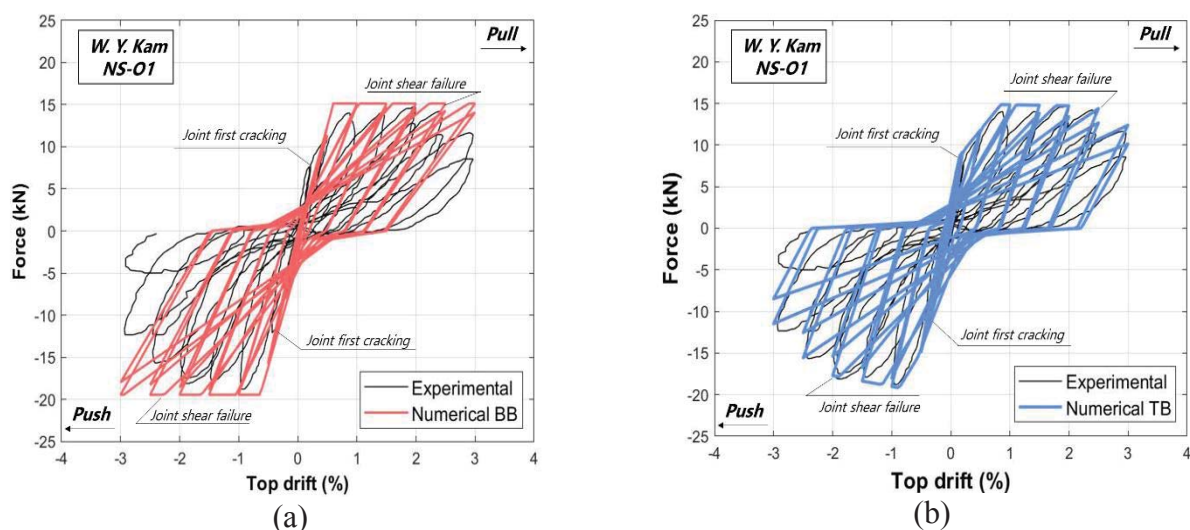 W. Y. Kam
NS-O1
Pull
Joint shear failure
Joint first cracking
Joint first cracking
Joint shear failure
Push
Experimental
Numerical BB
Force (kN)
25
20
15
10
5
0
-5
-10
-15
-20
-25
-4 -3 -2 -1 0 1 2 3 4
Top drift (%)
(a)
W. Y. Kam
NS-O1
Pull
Joint shear failure
Joint first cracking
Joint first cracking
Joint shear failure
Push
Experimental
Numerical TB
Force (kN)
25
20
15
10
5
0
-5
-10
-15
-20
-25
-4 -3 -2 -1 0 1 2 3 4
Top drift (%)
(b)